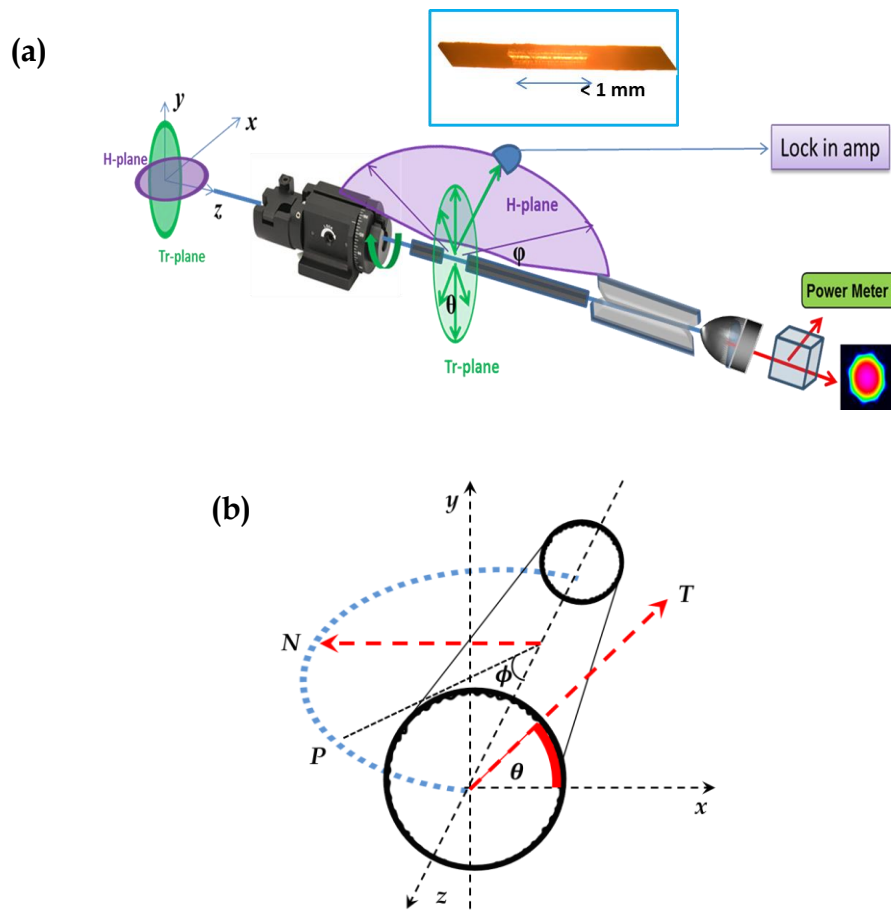 (a)
< 1 mm
y
x
H-plane
z
Tr-plane
Lock in amp
H-plane
φ
θ
Tr-plane
Power Meter
(b)
y
T
N
ϕ
P
θ
x
z